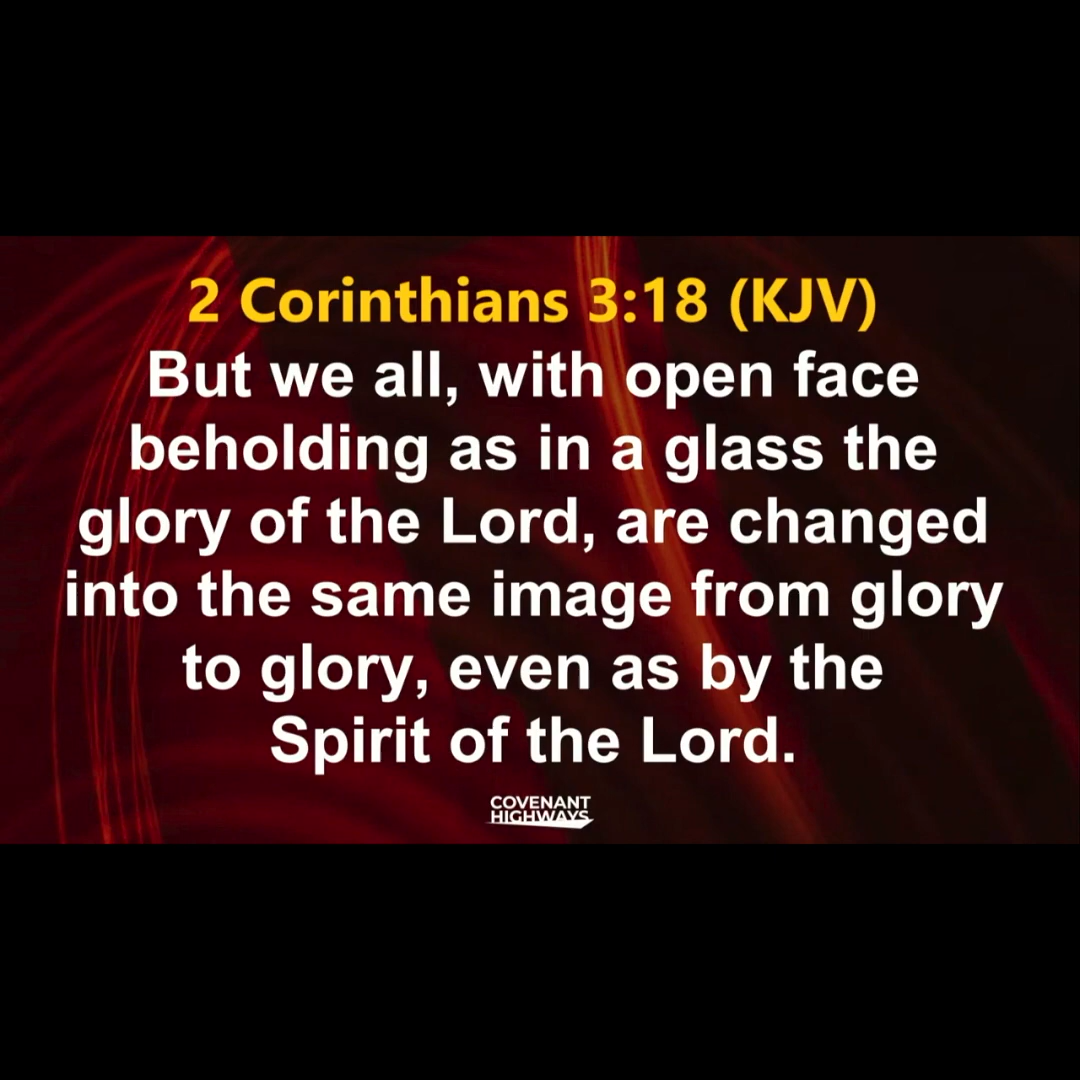 2 Corinthians 3:18 (KJV)
But we all, with open face
beholding as in a glass the
glory of the Lord, are changed
into the same image from glory
to glory, even as by the
Spirit of the Lord.
COVENANT
HIGHWAYS